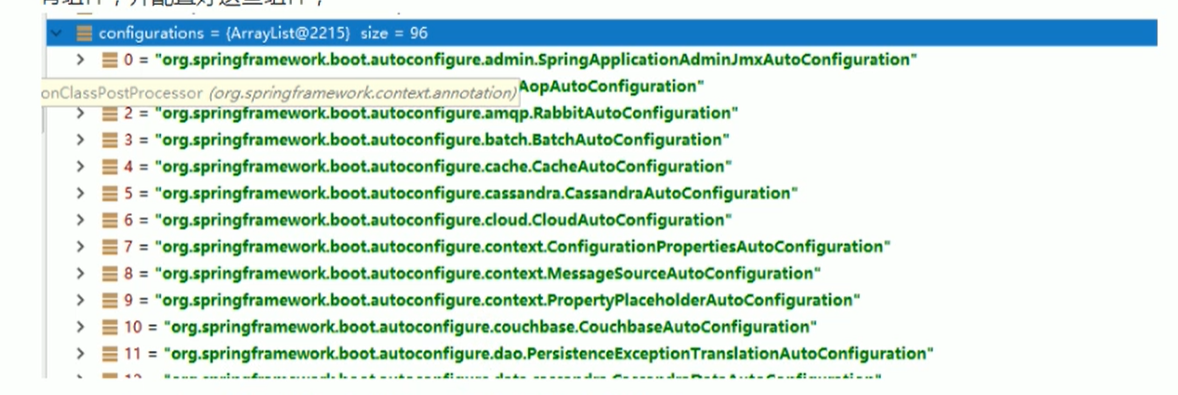 configurations = {ArrayList@2215} size = 96
0 = "org.springframework.boot.autoconfigure.admin.SpringApplicationAdminJmxAutoConfiguration"
onClassPostProcessor (org.springframework.context.annotation) AopAutoConfiguration"
2 = "org.springframework.boot.autoconfigure.amqp.RabbitAutoConfiguration"
3 = "org.springframework.boot.autoconfigure.batch.BatchAutoConfiguration"
4 = "org.springframework.boot.autoconfigure.cache.CacheAutoConfiguration"
5 = "org.springframework.boot.autoconfigure.cassandra.CassandraAutoConfiguration"
6 = "org.springframework.boot.autoconfigure.cloud.CloudAutoConfiguration"
7 = "org.springframework.boot.autoconfigure.context.ConfigurationPropertiesAutoConfiguration"
8 = "org.springframework.boot.autoconfigure.context.MessageSourceAutoConfiguration"
9 = "org.springframework.boot.autoconfigure.context.PropertyPlaceholderAutoConfiguration"
10 = "org.springframework.boot.autoconfigure.couchbase.CouchbaseAutoConfiguration"
11 = "org.springframework.boot.autoconfigure.dao.PersistenceExceptionTranslationAutoConfiguration"